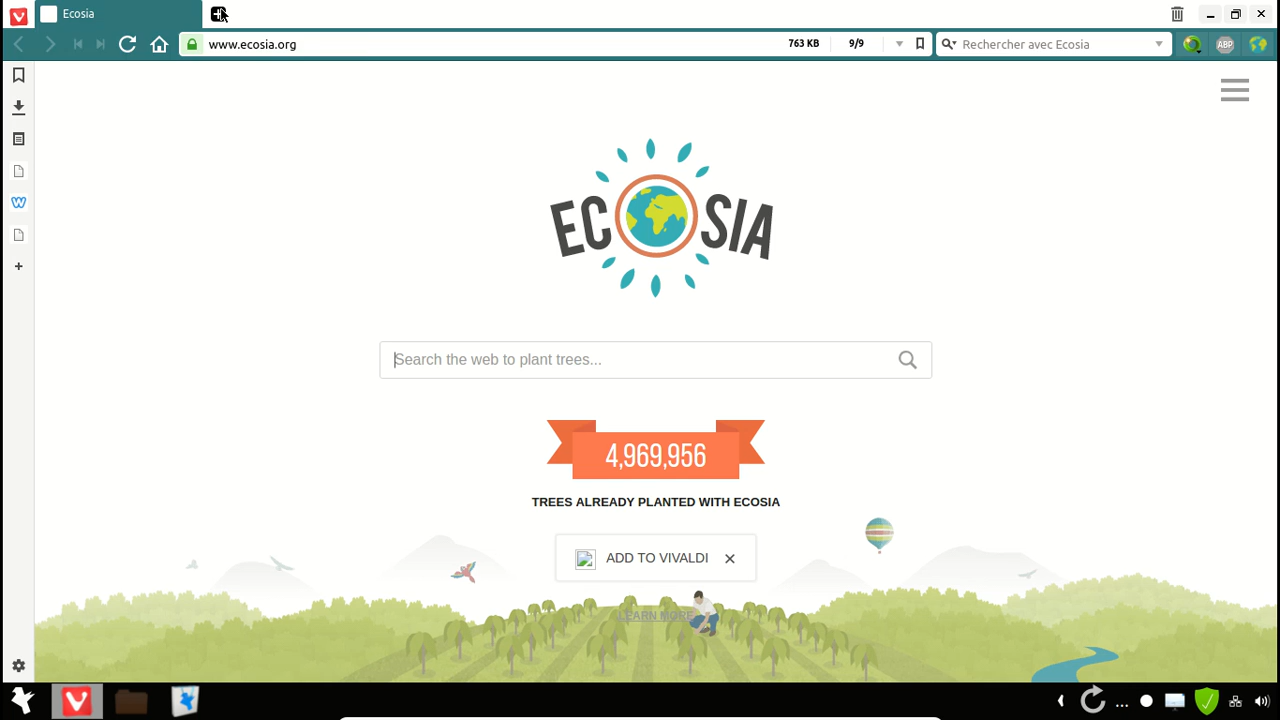 Ecosia
www.ecosia.org
763 KB
9/9
Rechercher avec Ecosia
ABP
ECOSIA
Search the web to plant trees...
4,969,956
TREES ALREADY PLANTED WITH ECOSIA
ADD TO VIVALDI
LEARN MORE